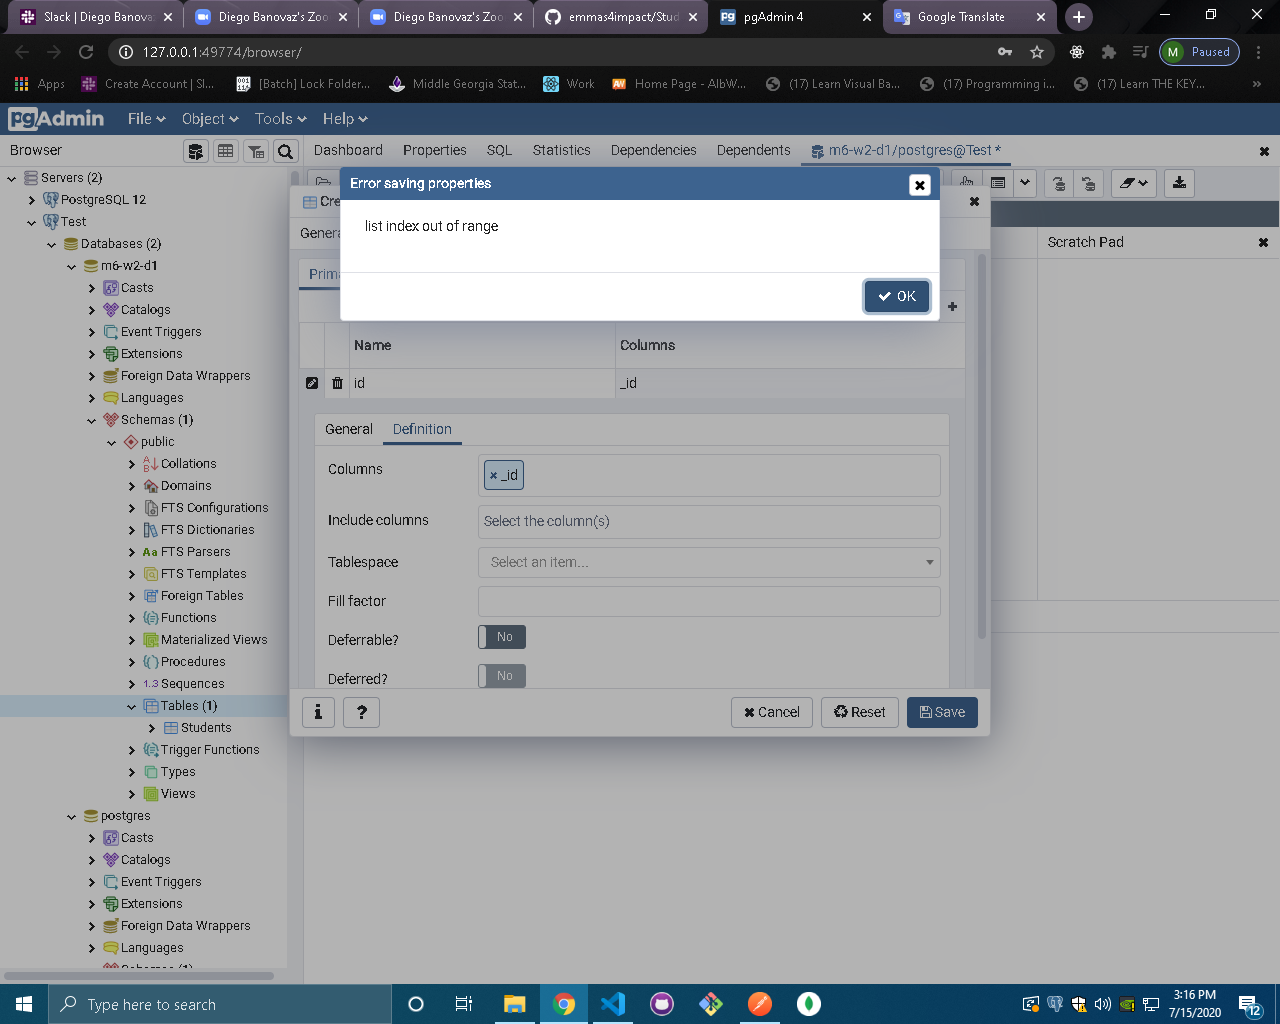 Slack | Diego Banova
Diego Banovaz's Zoo
Diego Banovaz's Zoo
emmas4impact/Stud
pgAdmin 4
Google Translate
127.0.0.1:49774/browser/
M Paused
Apps
Create Account | Sl...
[Batch] Lock Folder...
Middle Georgia Stat...
Work
Home Page - AlbW...
(17) Learn Visual Ba...
(17) Programming i...
(17) Learn THE KEY...
pgAdmin
File
Object
Tools
Help
Browser
Dashboard
Properties
SQL
Statistics
Dependencies
Dependents
m6-w2-d1/postgres@Test *
Servers (2)
PostgreSQL 12
Test
Databases (2)
m6-w2-d1
Casts
Catalogs
Event Triggers
Extensions
Foreign Data Wrappers
Languages
Schemas (1)
public
Collations
Domains
FTS Configurations
FTS Dictionaries
Aa FTS Parsers
FTS Templates
Foreign Tables
Functions
Materialized Views
Procedures
1..3 Sequences
Tables (1)
Students
Trigger Functions
Types
Views
postgres
Casts
Catalogs
Event Triggers
Extensions
Foreign Data Wrappers
Languages
Error saving properties
list index out of range
OK
Cre
Genera
Prima
Scratch Pad
Name
Columns
id
_id
General
Definition
Columns
_id
Include columns
Select the column(s)
Tablespace
Select an item...
Fill factor
Deferrable?
No
Deferred?
No
i
?
Cancel
Reset
Save
Type here to search
3:16 PM
7/15/2020
12